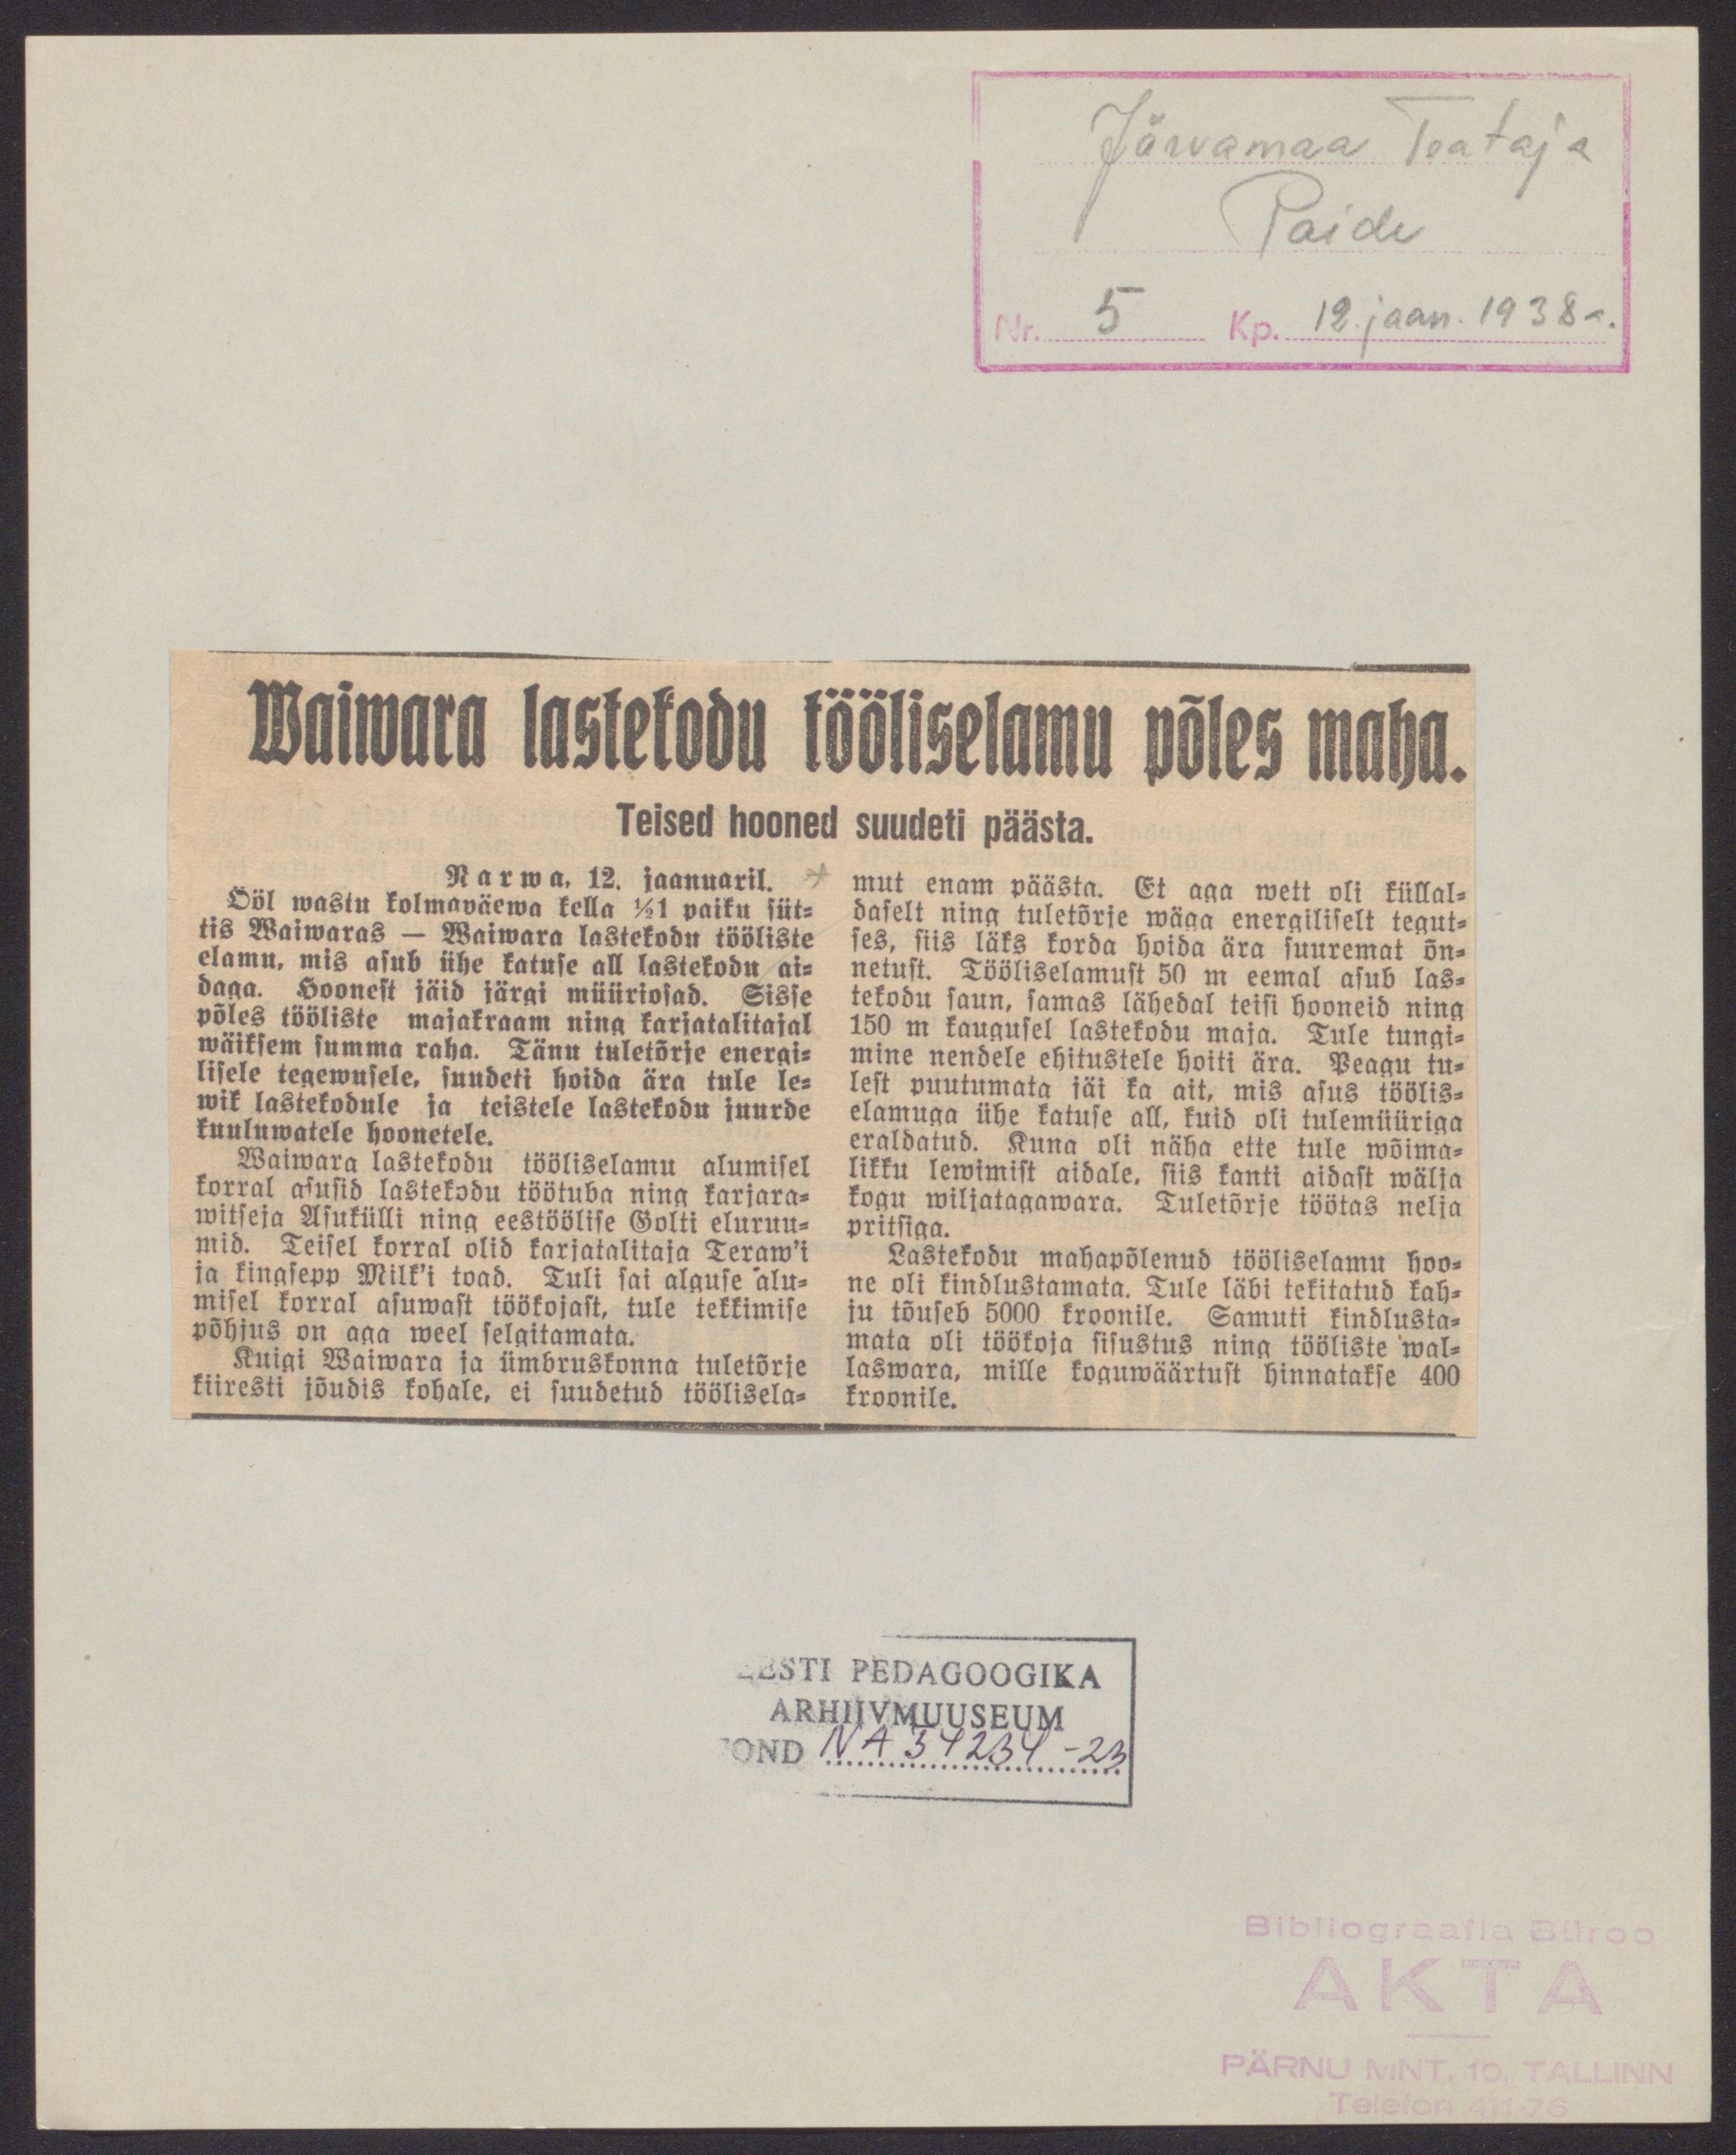 Järvamaa Teataja
Paide
Nr. 5 Kp. 12. jaan. 1938 a.
Waiwara lastekodu tööliselamu põles maha.
Teised hooned suudeti päästa.
Narwa, 12. jaanuaril.
Ööl wastu kolmapäewa kella ½1 paiku süt-
tis Waiwaras — Waiwara lastekodu tööliste
elamu, mis asub ühe katuse all lastekodu ai-
daga. Hoonest jäid järgi müüriosad. Sisse
põles tööliste majakraam ning karjatalitajal
wäiksem summa raha. Tänu tuletõrje energi-
lisele tegewusele, suudeti hoida ära tule le-
wik lastekodule ja teistele lastekodu juurde
kuuluwatele hoonetele.
Waiwara lastekodu tööliselamu alumisel
korral asusid lastekodu töötuba ning karjara-
witseja Asukülli ning eestöölise Golti eluruu-
mid. Teisel korral olid karjatalitaja Teraw'i
ja kingsepp Milk'i toad. Tuli sai alguse alu-
misel korral asuwast töökojast, tule tekkimise
põhjus on aga weel selgitamata.
Kuigi Waiwara ja ümbruskonna tuletõrje
kiiresti jõudis kohale, ei suudetud töölisela-
mut enam päästa. Et aga wett oli küllal-
daselt ning tuletõrje wäga energiliselt tegut-
ses, siis läks korda hoida ära suuremat õn-
netust. Tööliselamust 50 m eemal asub las-
tekodu saun, samas lähedal teisi hooneid ning
150 m kaugusel lastekodu maja. Tule tungi-
mine nendele ehitustele hoiti ära. Peagu tu-
lest puutumata jäi ka ait, mis asus töölis-
elamuga ühe katuse all, kuid oli tulemüüriga
eraldatud. Kuna oli näha ette tule wõima-
likku lewimist aidale, siis kanti aidast wälja
kogu wiljatagawara. Tuletõrje töötas nelja
pritsiga.
Lastekodu mahapõlenud tööliselamu hoo-
ne oli kindlustamata. Tule läbi tekitatud kah-
ju tõuseb 5000 kroonile. Samuti kindlusta-
mata oli töökoja sisustus ning tööliste wal-
laswara, mille koguwäärtust hinnatakse 400
kroonile.
EESTI PEDAGOOGIKA
ARHIIVMUUSEUM
FOND NA 34234-23
Bibliograafia Büroo
AKTA
PÄRNU MNT. 10, TALLINN
Telefon